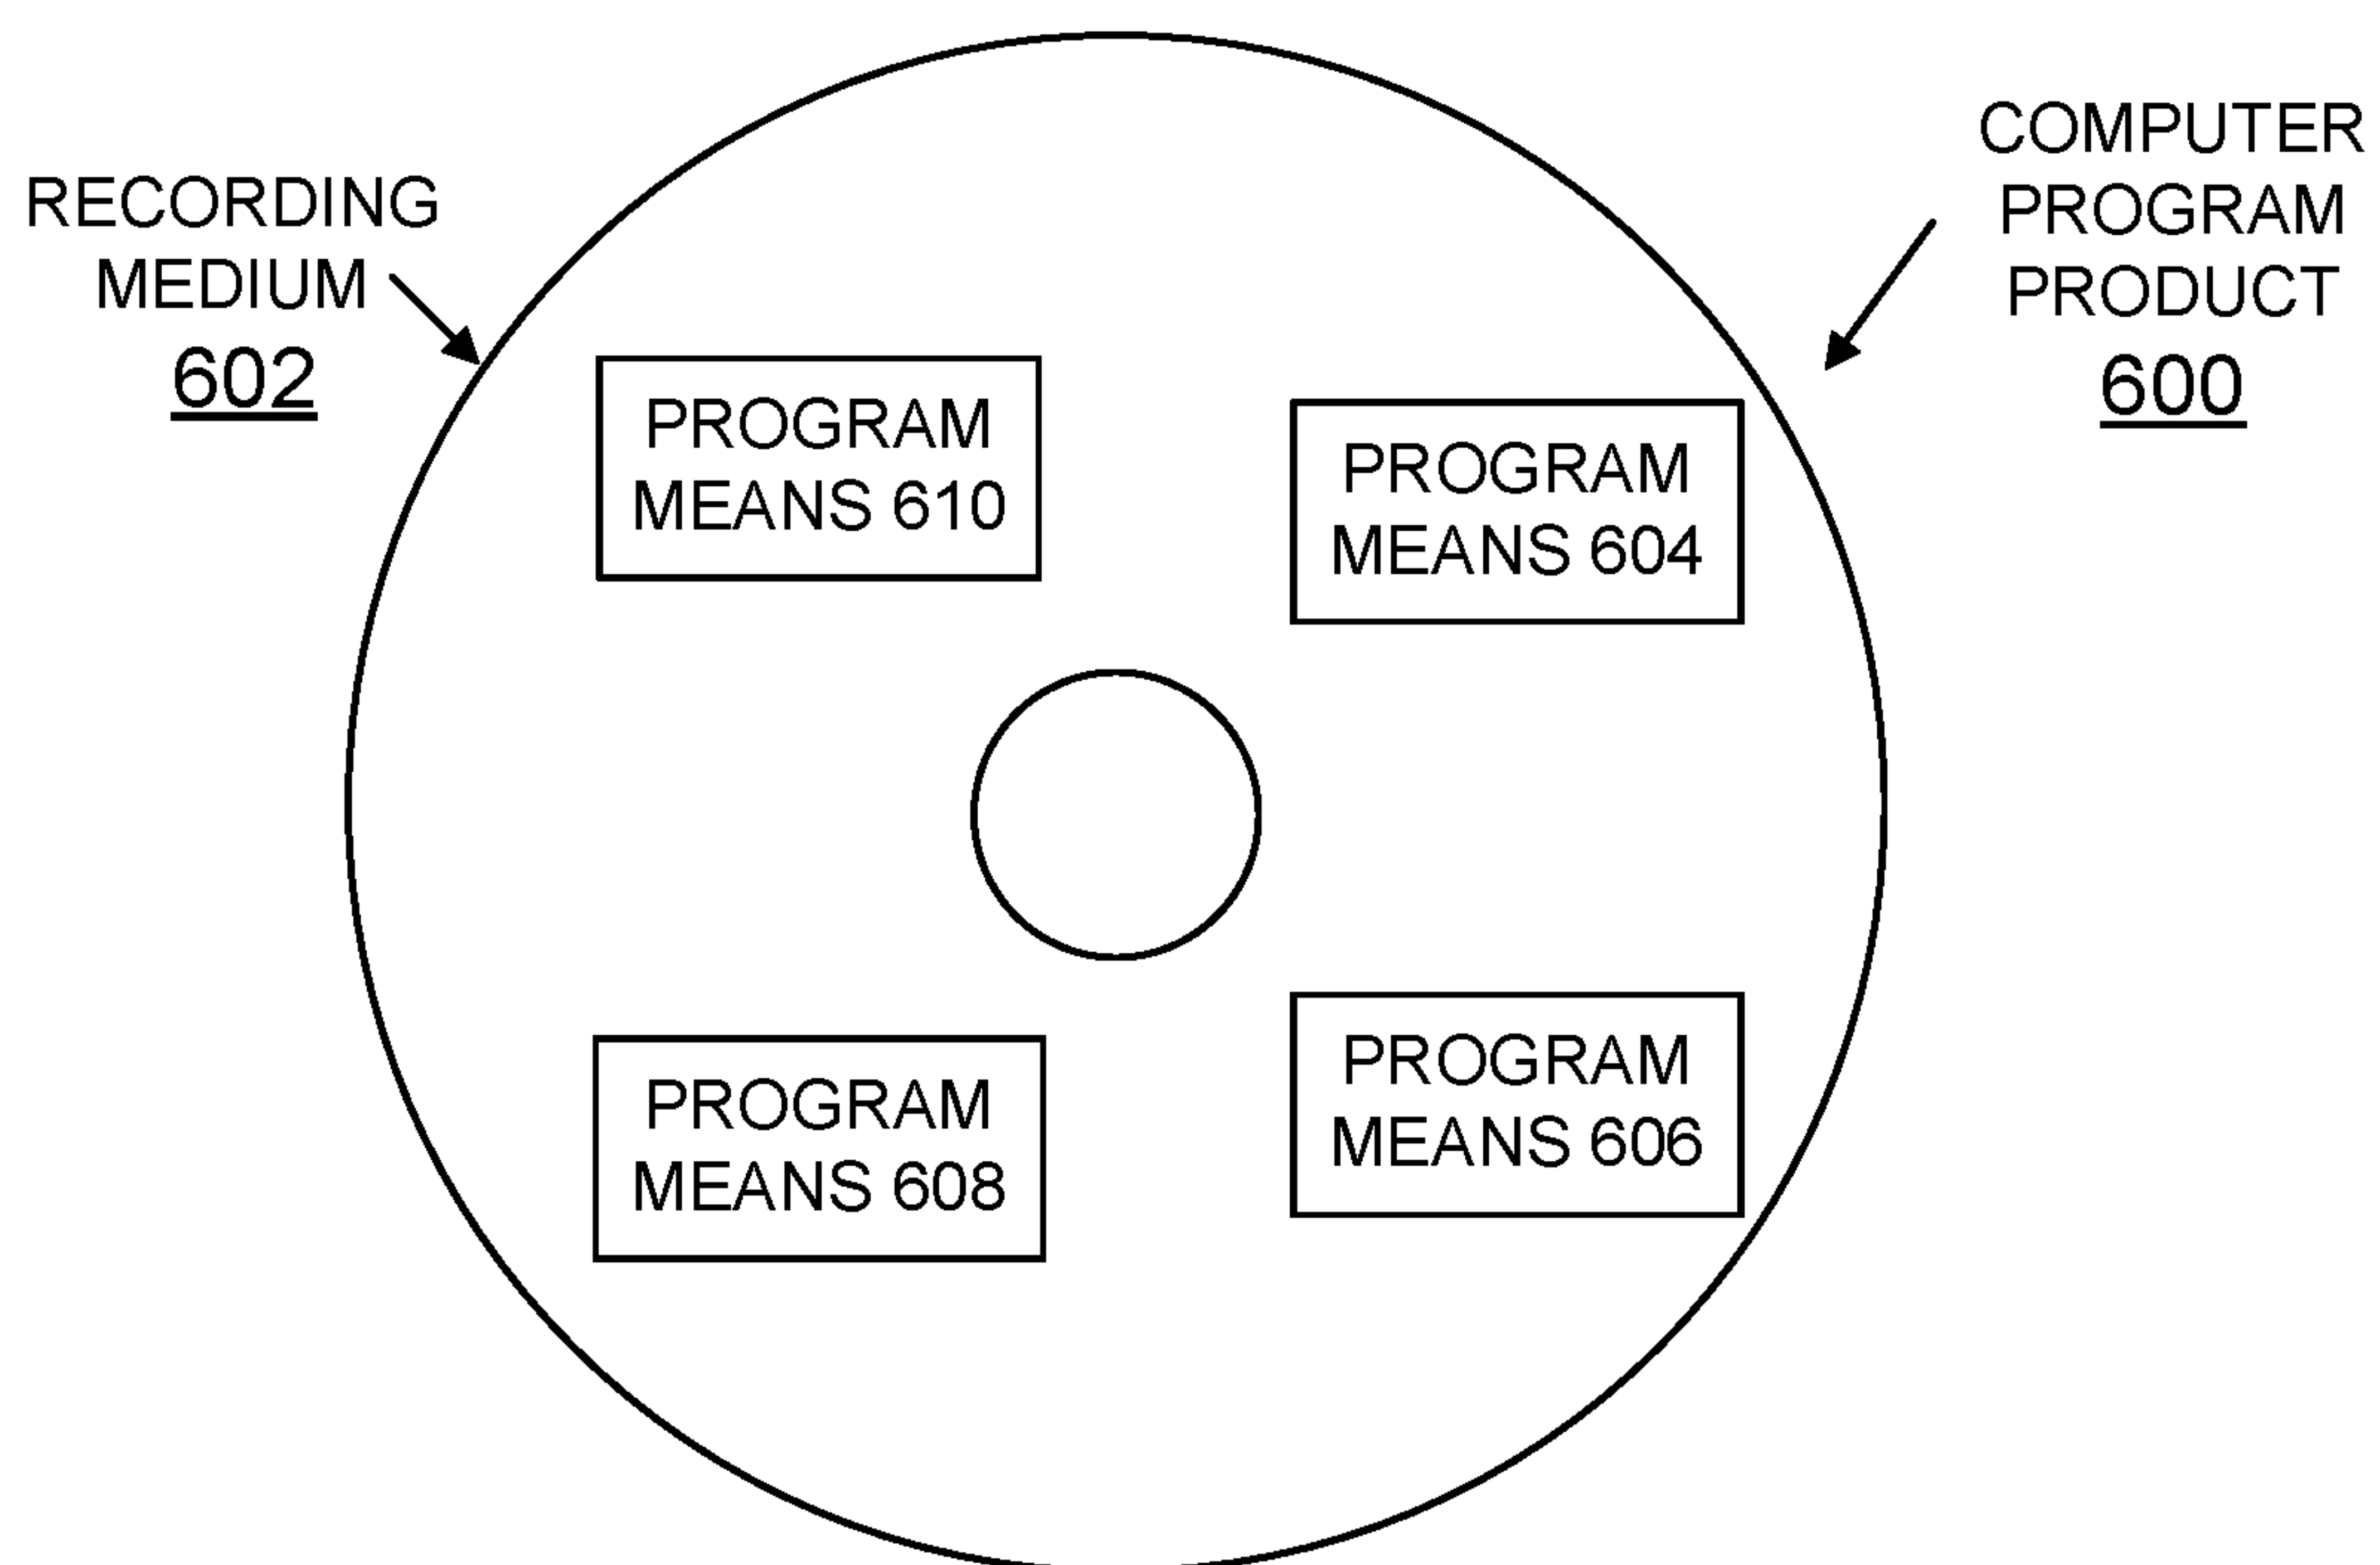 RECORDING
MEDIUM
602
COMPUTER
PROGRAM
PRODUCT
600
PROGRAM
MEANS 610
PROGRAM
MEANS 604
PROGRAM
MEANS 608
PROGRAM
MEANS 606